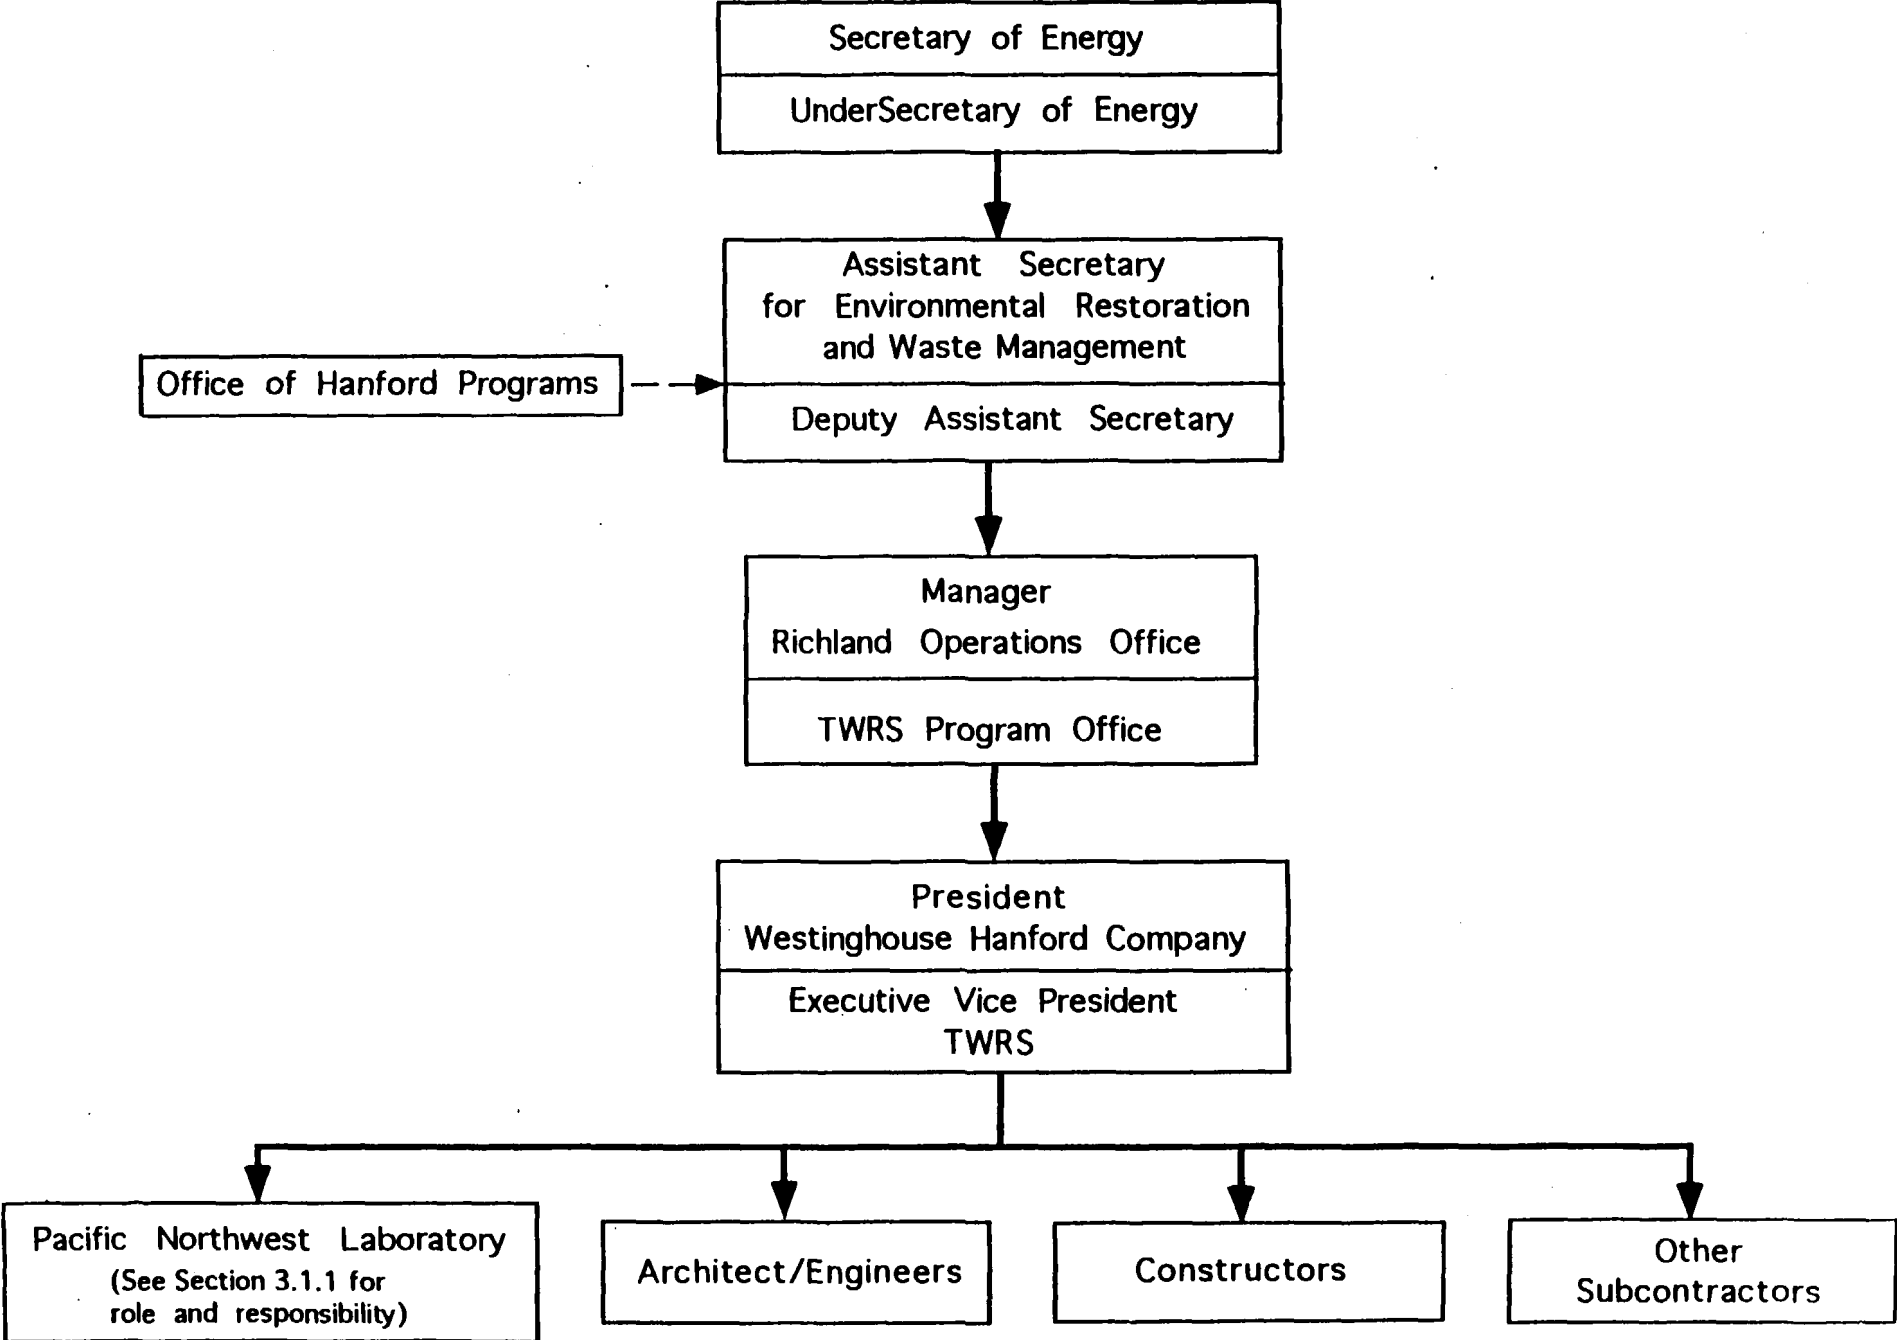 Secretary of Energy
UnderSecretary of Energy
Assistant Secretary
for Environmental Restoration
and Waste Management
Office of Hanford Programs
Deputy Assistant Secretary
Manager
Richland Operations Office
TWRS Program Office
President
Westinghouse Hanford Company
Executive Vice President
TWRS
Pacific Northwest Laboratory
(See Section 3.1.1 for
role and responsibility)
Architect/Engineers
Constructors
Other
Subcontractors